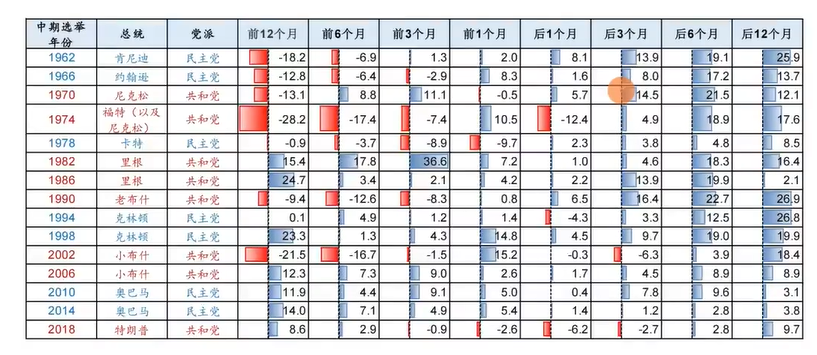 中期选举年份 总统 党派 前12个月 前6个月 前3个月 前1个月 后1个月 后3个月 后6个月 后12个月
1962 肯尼迪 民主党 -18.2 -6.9 1.3 2.0 8.1 13.9 19.1 25.9
1966 约翰逊 民主党 -12.8 -6.4 -2.9 8.3 1.6 8.0 17.2 13.7
1970 尼克松 共和党 -13.1 8.8 11.1 -0.5 5.7 14.5 21.5 12.1
1974 福特（以及尼克松） 共和党 -28.2 -17.4 -7.4 10.5 -12.4 4.9 18.9 17.6
1978 卡特 民主党 -0.9 -3.7 -8.9 -9.7 2.3 3.8 4.8 8.5
1982 里根 共和党 15.4 17.8 36.6 7.2 1.0 4.6 18.3 16.4
1986 里根 共和党 24.7 3.4 2.1 4.2 2.2 13.9 19.9 2.1
1990 老布什 共和党 -9.4 -12.6 -8.3 0.8 6.5 16.4 22.7 26.9
1994 克林顿 民主党 0.1 4.9 1.2 1.4 -4.3 3.3 12.5 26.8
1998 克林顿 民主党 23.3 1.3 4.3 14.8 4.5 9.7 19.0 19.9
2002 小布什 共和党 -21.5 -16.7 -1.5 15.2 -0.3 -6.3 3.9 18.4
2006 小布什 共和党 12.3 7.3 9.0 2.6 1.7 4.5 8.9 8.9
2010 奥巴马 民主党 11.9 4.4 9.1 5.0 0.4 7.8 9.6 3.1
2014 奥巴马 民主党 14.0 7.1 4.9 5.4 1.4 1.2 2.8 3.8
2018 特朗普 共和党 8.6 2.9 -0.9 -2.6 -6.2 -2.7 2.8 9.7